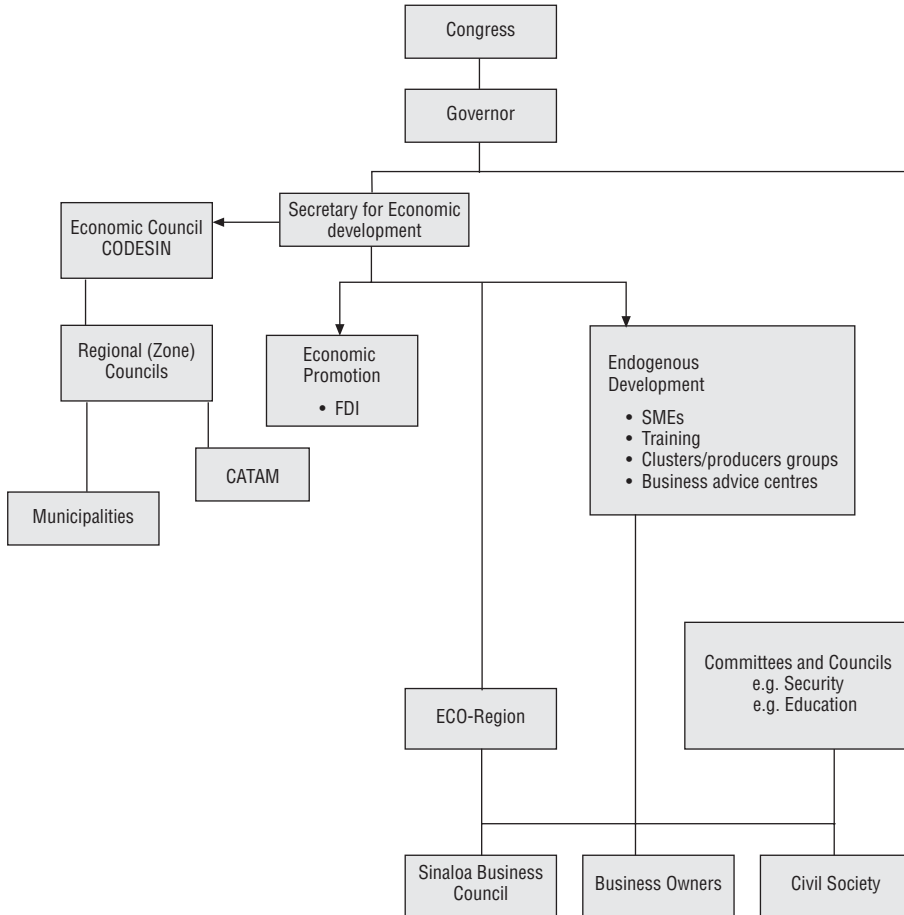 Congress
Governor
Secretary for Economic
development
Economic Council
CODESIN
Regional (Zone)
Councils
Economic
Promotion
• FDI
Endogenous
Development
• SMEs
• Training
• Clusters/producers groups
• Business advice centres
CATAM
Municipalities
Committees and Councils
e.g. Security
e.g. Education
ECO-Region
Sinaloa Business
Council
Business Owners
Civil Society